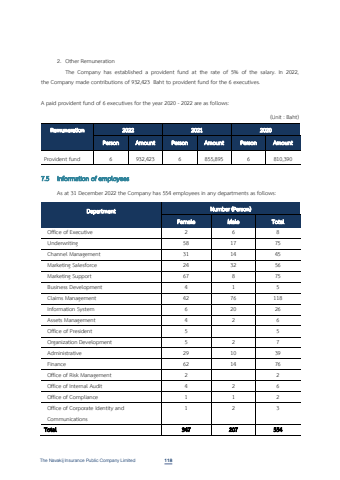 2. Other Remuneration
The Company has established a provident fund at the rate of 5% of the salary. In 2022,
the Company made contributions of 932,423 Baht to provident fund for the 6 executives.
A paid provident fund of 6 executives for the year 2020 - 2022 are as follows:
(Unit : Baht)
Remuneration 2022 2021 2020
Person Amount Person Amount Person Amount
Provident fund 6 932,423 6 855,895 6 810,390
7.5 Information of employees
As at 31 December 2022 the Company has 554 employees in any departments as follows:
Department Number (Person)
Female Male Total
Office of Executive 2 6 8
Underwriting 58 17 75
Channel Management 31 14 45
Marketing Salesforce 24 32 56
Marketing Support 67 8 75
Business Development 4 1 5
Claims Management 42 76 118
Information System 6 20 26
Assets Management 4 2 6
Office of President 5 5
Organization Development 5 2 7
Administrative 29 10 39
Finance 62 14 76
Office of Risk Management 2 2
Office of Internal Audit 4 2 6
Office of Compliance 1 1 2
Office of Corporate Identity and 1 2 3
Communications
Total 347 207 554
The Navakij Insurance Public Company Limited 116